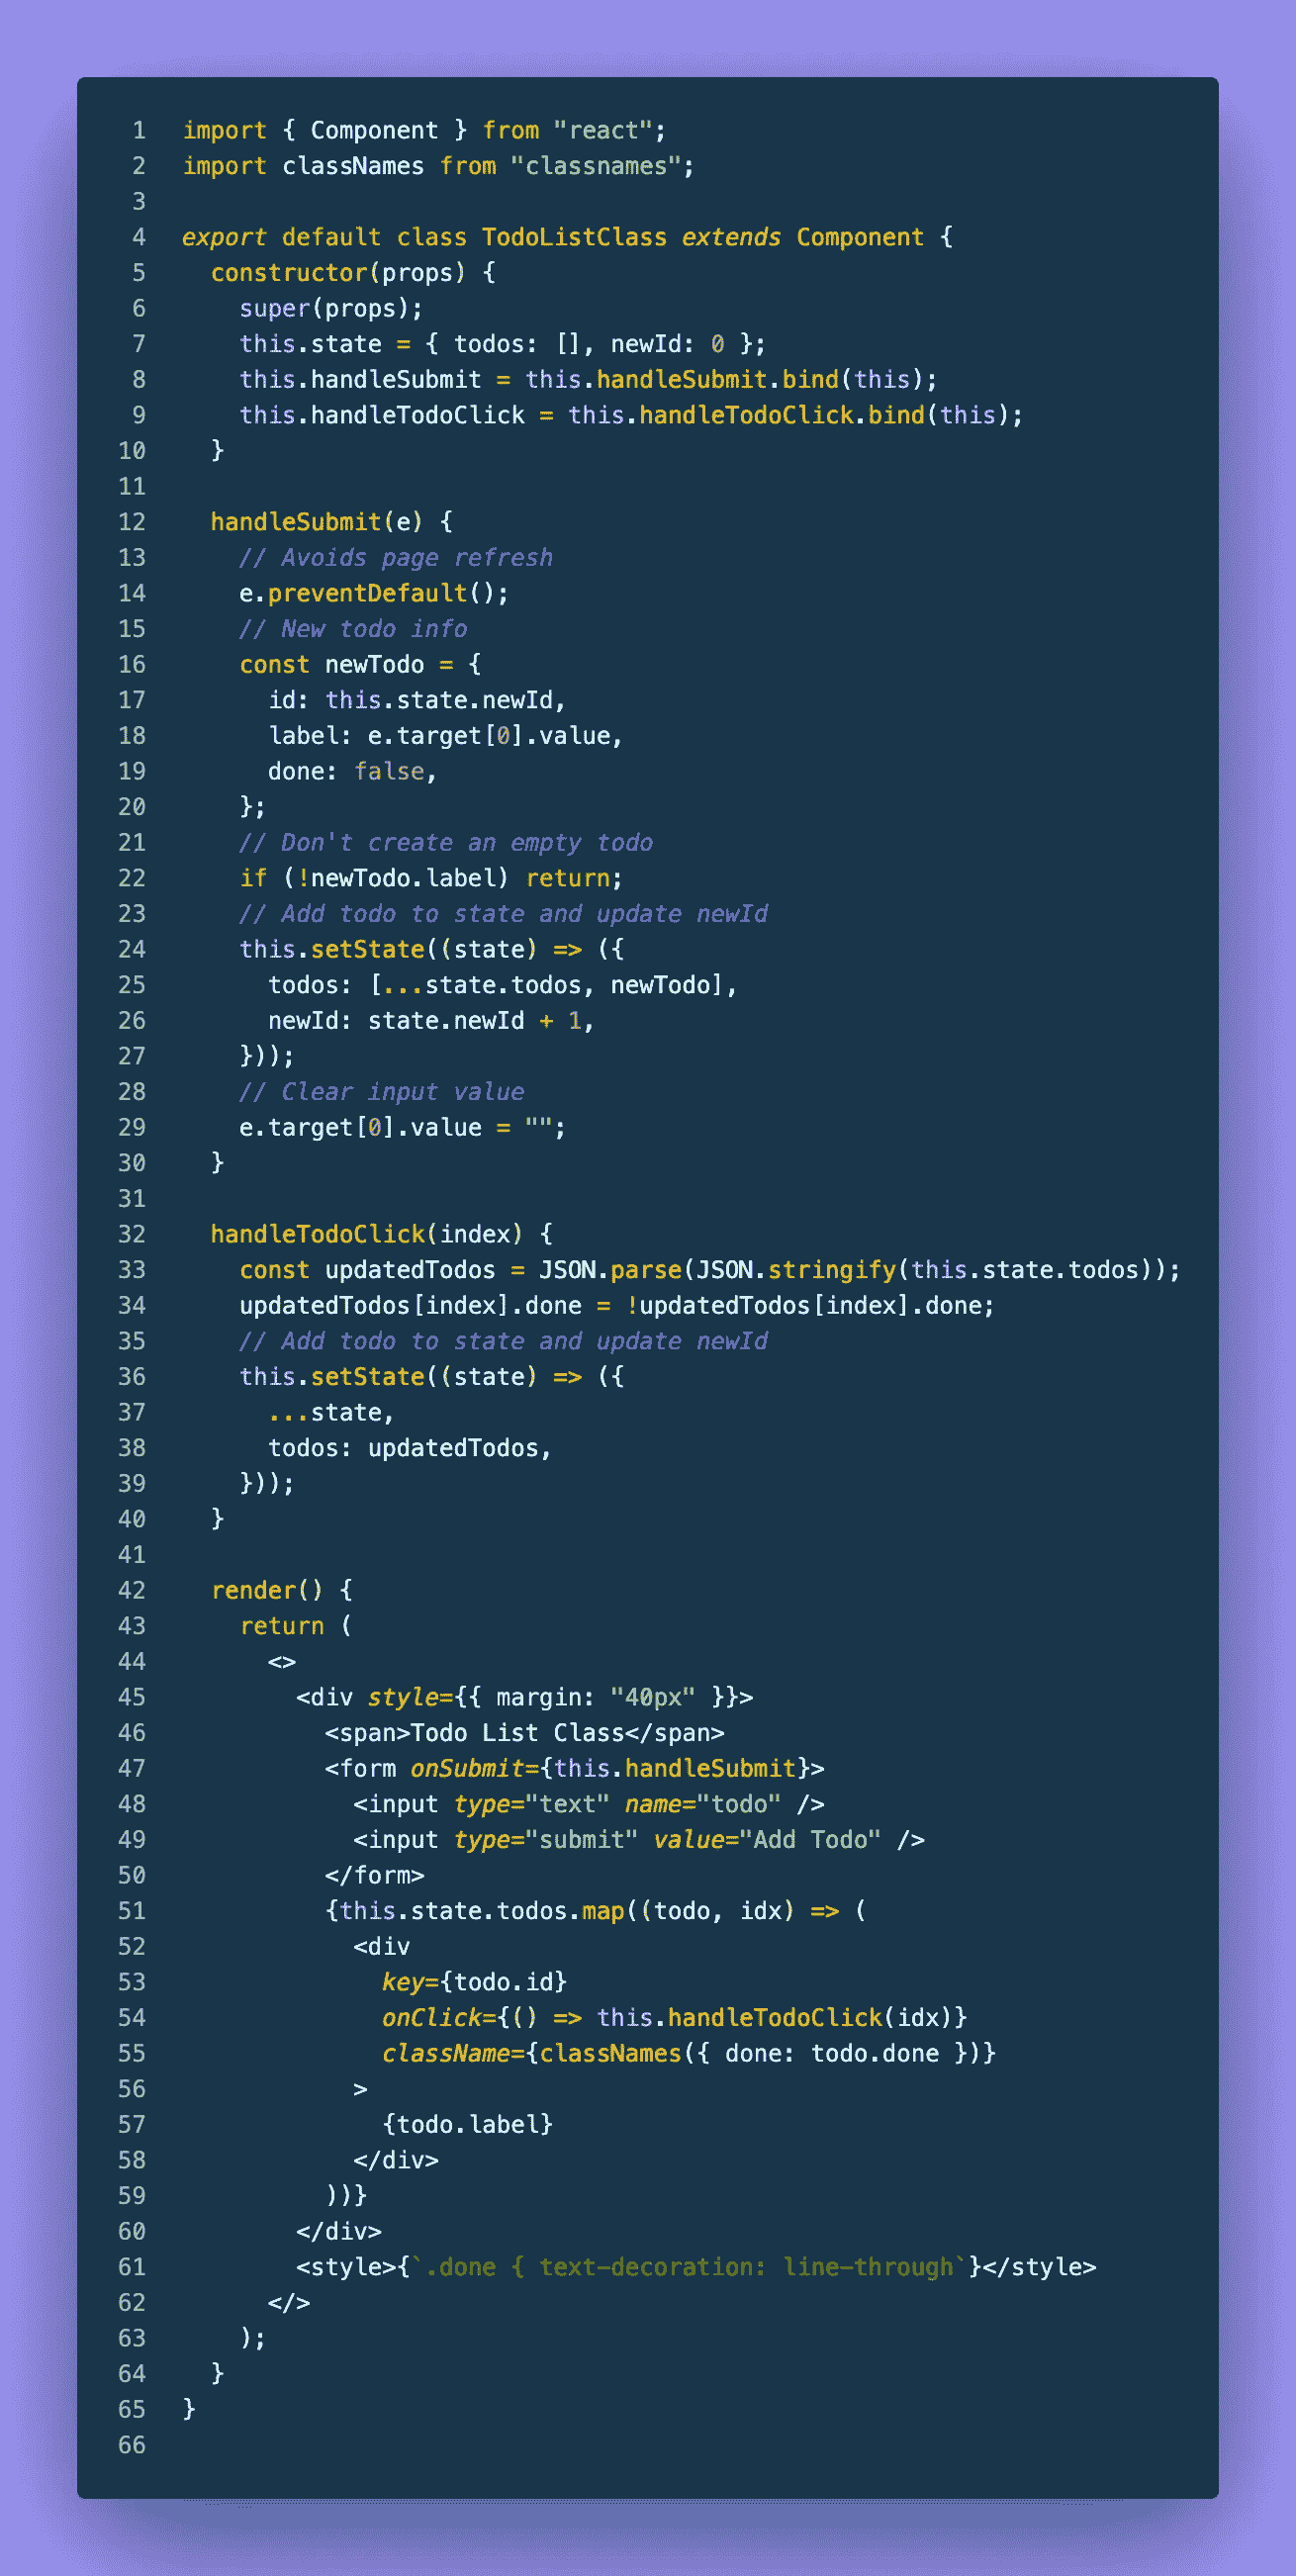 1 import { Component } from "react";
2 import classNames from "classnames";
3
4 export default class TodoListClass extends Component {
5   constructor(props) {
6     super(props);
7     this.state = { todos: [], newId: 0 };
8     this.handleSubmit = this.handleSubmit.bind(this);
9     this.handleTodoClick = this.handleTodoClick.bind(this);
10   }
11
12   handleSubmit(e) {
13     // Avoids page refresh
14     e.preventDefault();
15     // New todo info
16     const newTodo = {
17       id: this.state.newId,
18       label: e.target[0].value,
19       done: false,
20     };
21     // Don't create an empty todo
22     if (!newTodo.label) return;
23     // Add todo to state and update newId
24     this.setState((state) => ({
25       todos: [...state.todos, newTodo],
26       newId: state.newId + 1,
27     }));
28     // Clear input value
29     e.target[0].value = "";
30   }
31
32   handleTodoClick(index) {
33     const updatedTodos = JSON.parse(JSON.stringify(this.state.todos));
34     updatedTodos[index].done = !updatedTodos[index].done;
35     // Add todo to state and update newId
36     this.setState((state) => ({
37       ...state,
38       todos: updatedTodos,
39     }));
40   }
41
42   render() {
43     return (
44       <>
45         <div style={{ margin: "40px" }}>
46           <span>Todo List Class</span>
47           <form onSubmit={this.handleSubmit}>
48             <input type="text" name="todo" />
49             <input type="submit" value="Add Todo" />
50           </form>
51           {this.state.todos.map((todo, idx) => (
52             <div
53               key={todo.id}
54               onClick={() => this.handleTodoClick(idx)}
55               className={classNames({ done: todo.done })}
56             >
57               {todo.label}
58             </div>
59           ))}
60         </div>
61         <style>{`.done { text-decoration: line-through`}</style>
62       </>
63     );
64   }
65 }
66